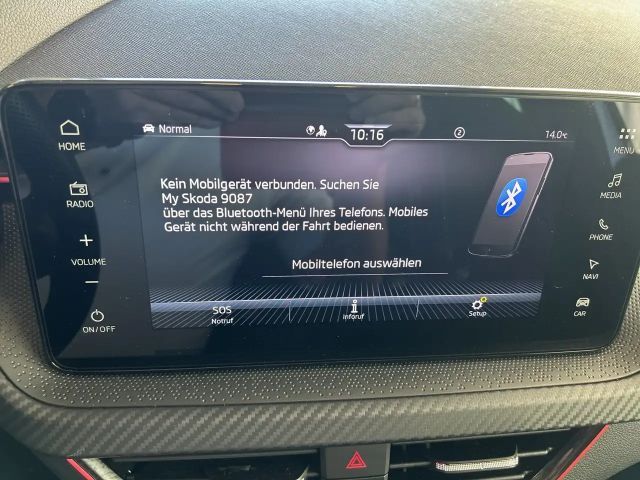 Normal 10:16 2 14.0°C
HOME
RADIO
VOLUME
ON/OFF
Kein Mobilgerät verbunden. Suchen Sie
My Skoda 9087
über das Bluetooth-Menü Ihres Telefons. Mobiles
Gerät nicht während der Fahrt bedienen.
Mobiltelefon auswählen
SOS i
Notruf Inforuf Setup
MENU
MEDIA
PHONE
NAVI
CAR